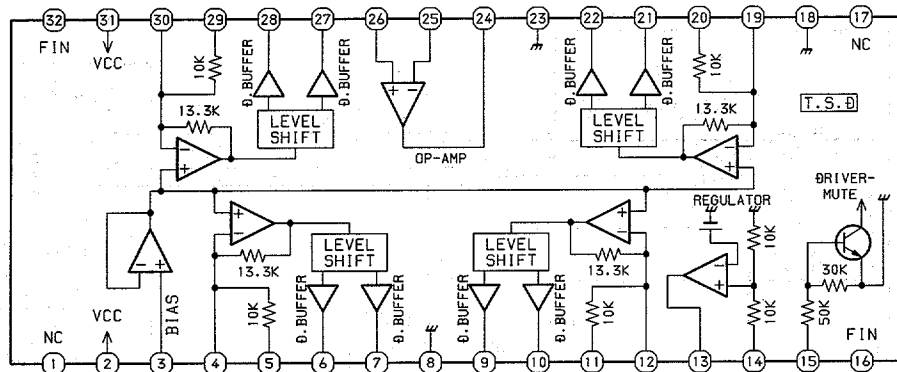 32 31 30 29 28 27 26 25 24 23 22 21 20 19 18 17
FIN
VCC
10K
D.BUFFER
D.BUFFER
D.BUFFER
D.BUFFER
10K
NC
13.3K
LEVEL
SHIFT
+ -
OP-AMP
LEVEL
SHIFT
13.3K
T.S.D
-
+
-
+
DRIVER-
MUTE
REGULATOR
+
-
+
-
LEVEL
SHIFT
LEVEL
SHIFT
13.3K
13.3K
10K
- +
-
+
30K
BIAS
VCC
NC
10K
D.BUFFER
D.BUFFER
D.BUFFER
D.BUFFER
10K
10K
50K
FIN
1 2 3 4 5 6 7 8 9 10 11 12 13 14 15 16